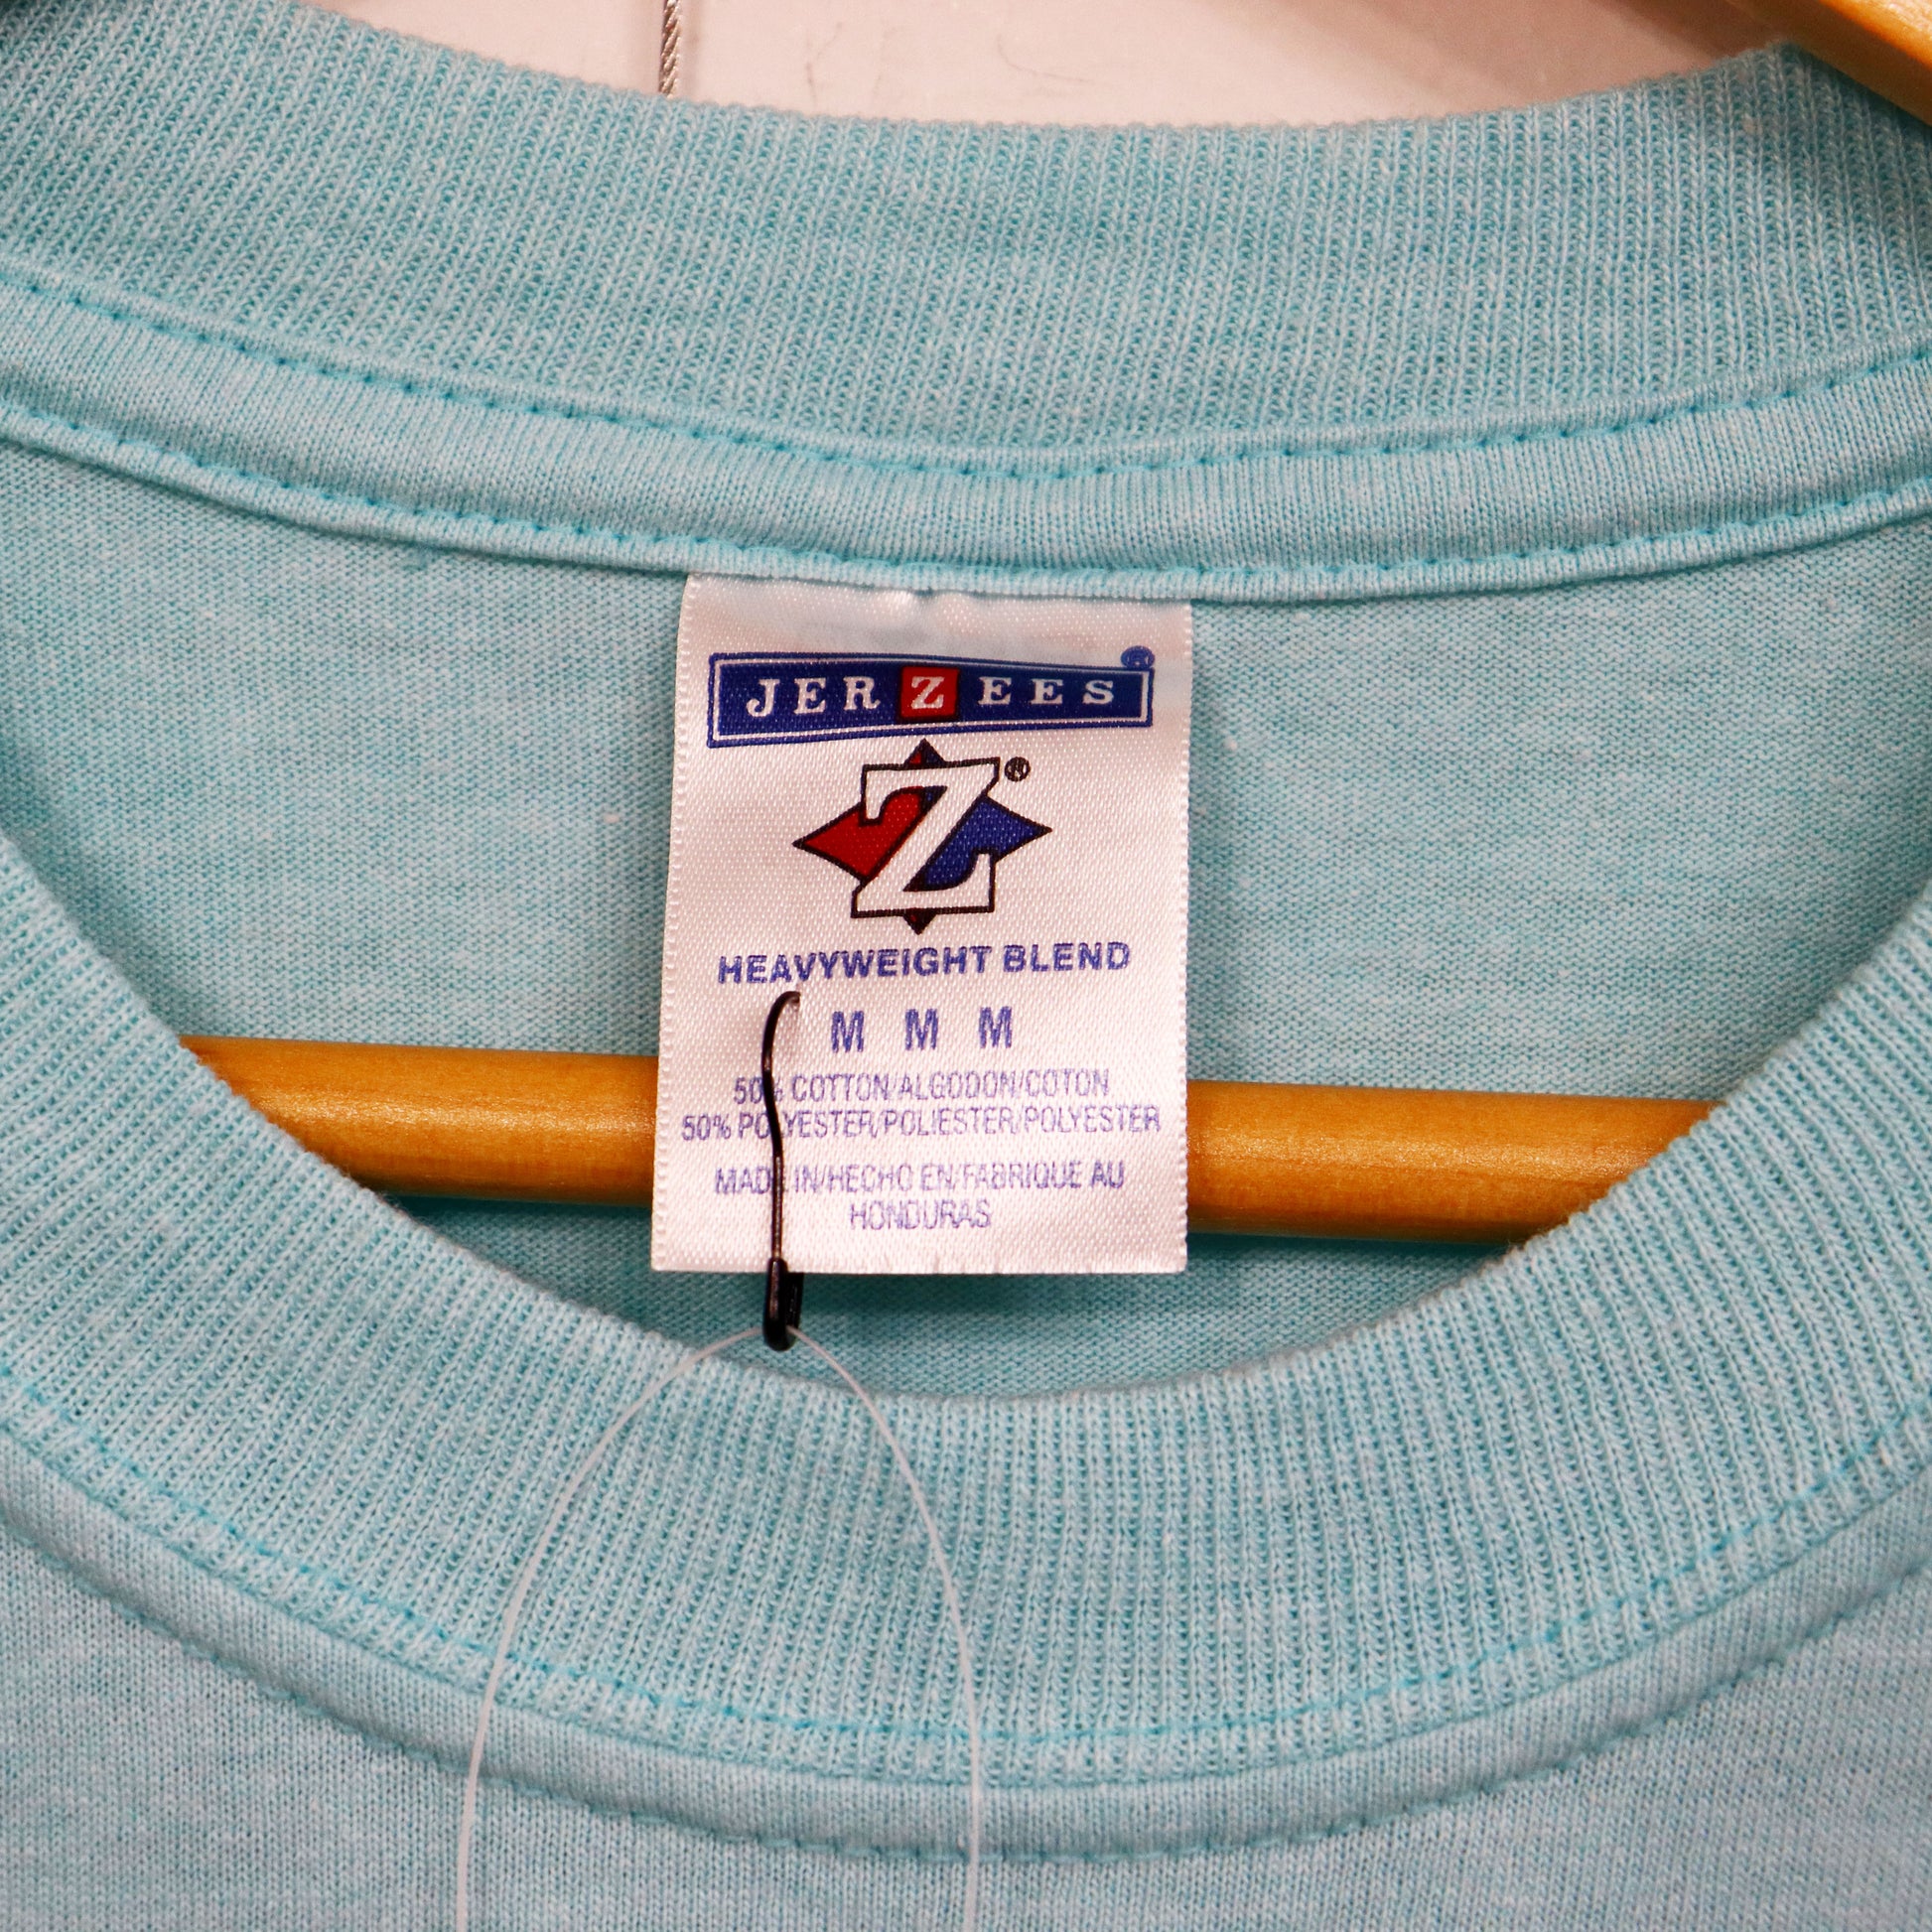 JERZEES®
Z®
HEAVYWEIGHT BLEND
M M M
50% COTTON/ALGODON/COTON
50% POLYESTER/POLIESTER/POLYESTER
MADE IN/HECHO EN/FABRIQUE AU
HONDURAS